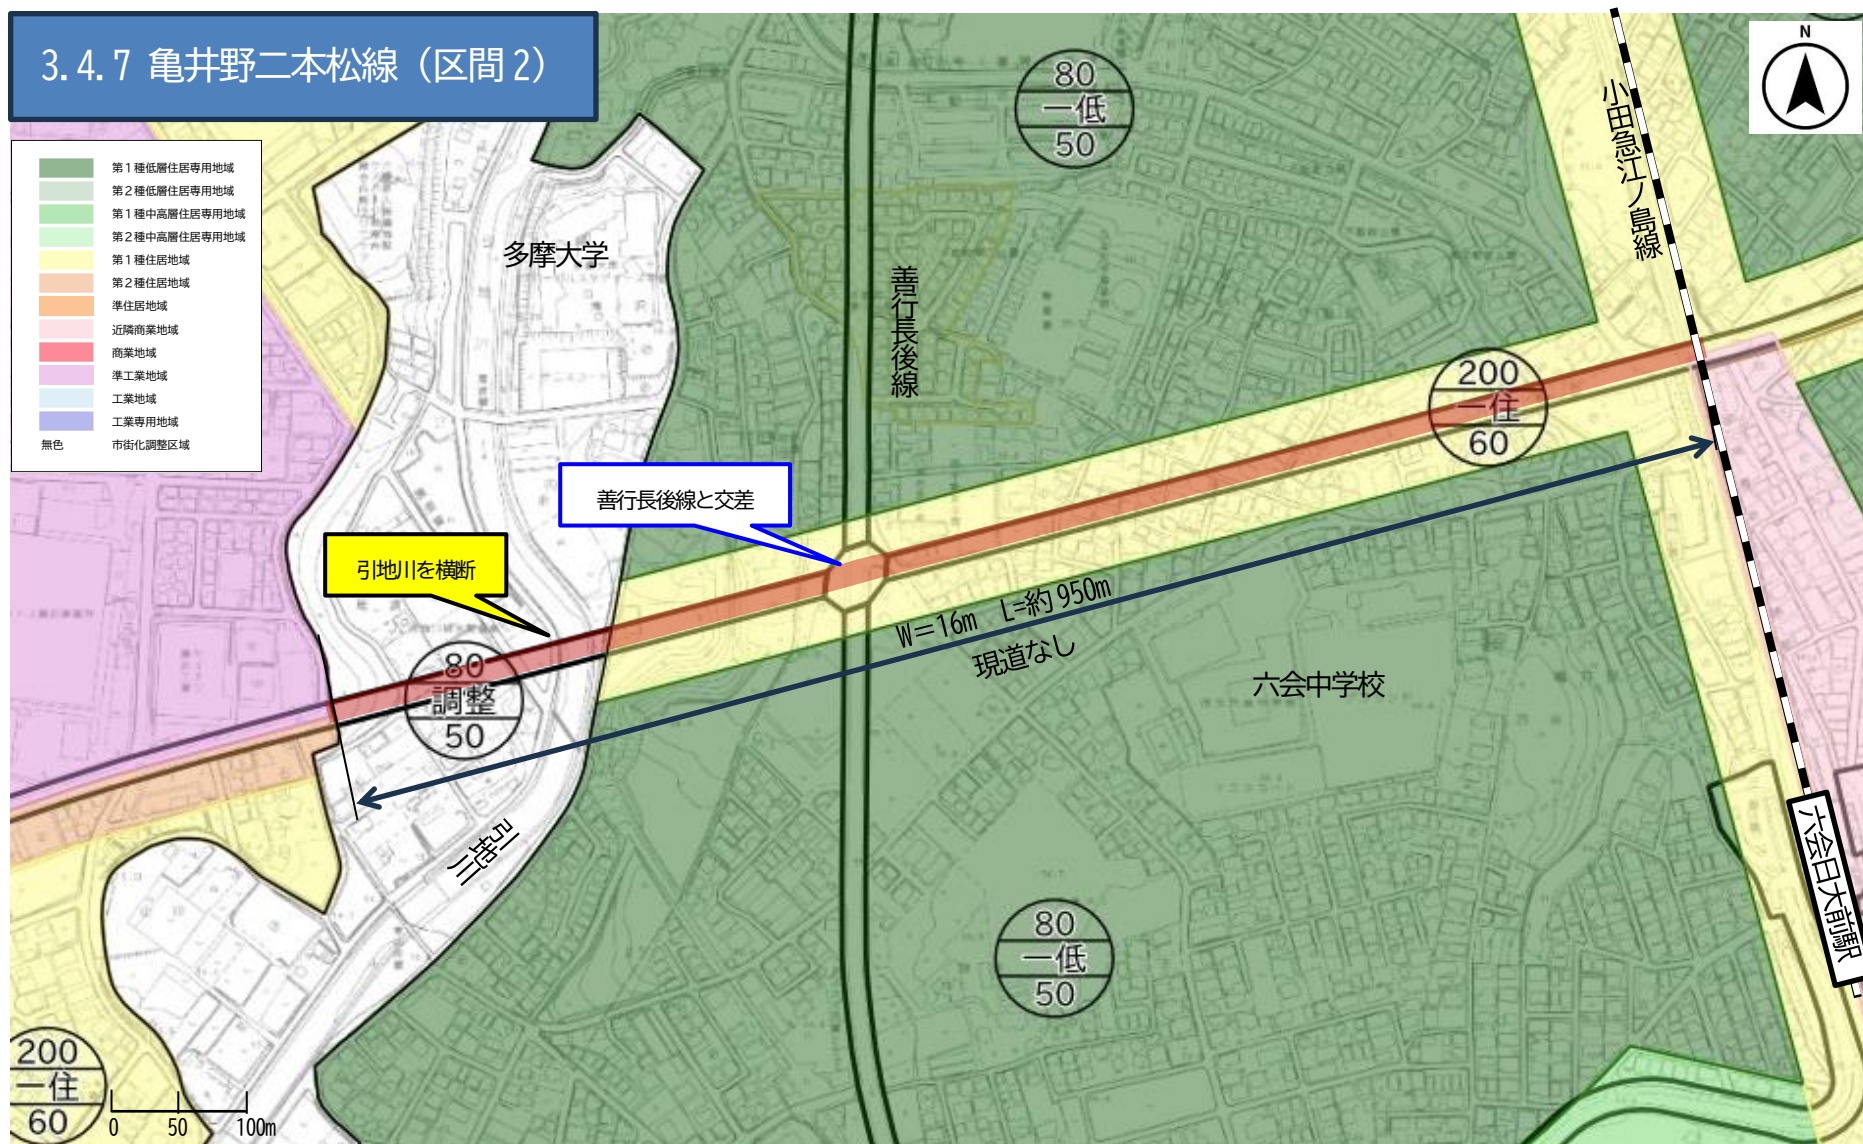 3.4.7 亀井野二本松線（区間2）
N
第1種低層住居専用地域
第2種低層住居専用地域
第1種中高層住居専用地域
第2種中高層住居専用地域
第1種住居地域
第2種住居地域
準住居地域
近隣商業地域
商業地域
準工業地域
工業地域
工業専用地域
無色 市街化調整区域
80
一低
50
小田急江ノ島線
多摩大学
善行長後線
200
一住
60
善行長後線と交差
引地川を横断
W＝16m L=約950m
現道なし
80
調整
50
六会中学校
引地川
六会日大前駅
80
一低
50
200
一住
60
0 50 100m